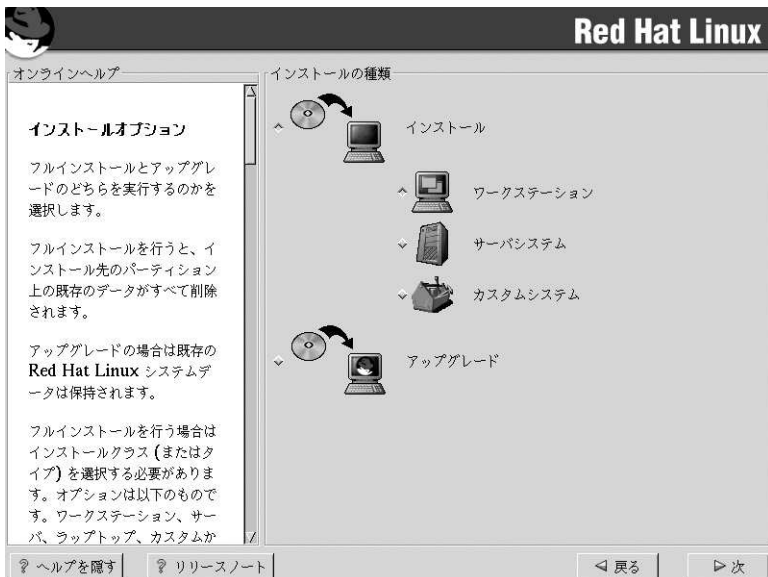 Red Hat Linux
オンラインヘルプ
インストールオプション
フルインストールとアップグレ
ードのどちらを実行するのかを
選択します。
フルインストールを行うと、イ
ンストール先のパーティション
上の既存のデータがすべて削除
されます。
アップグレードの場合は既存の
Red Hat Linux システムデ
ータは保持されます。
フルインストールを行う場合は
インストールクラス (またはタ
イプ) を選択する必要がありま
す。オプションは以下のもので
す。ワークステーション、サー
バ、ラップトップ、カスタムか
インストールの種類
インストール
ワークステーション
サーバシステム
カスタムシステム
アップグレード
? ヘルプを隠す
? リリースノート
戻る
次